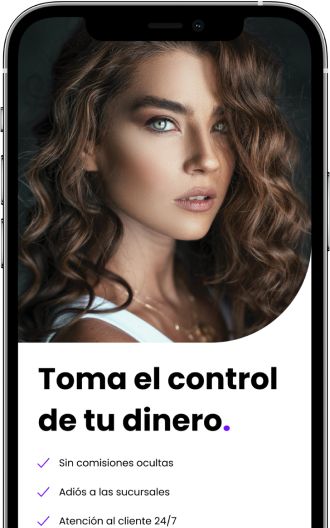 Toma el control
de tu dinero.
Sin comisiones ocultas
Adiós a las sucursales
Atención al cliente 24/7